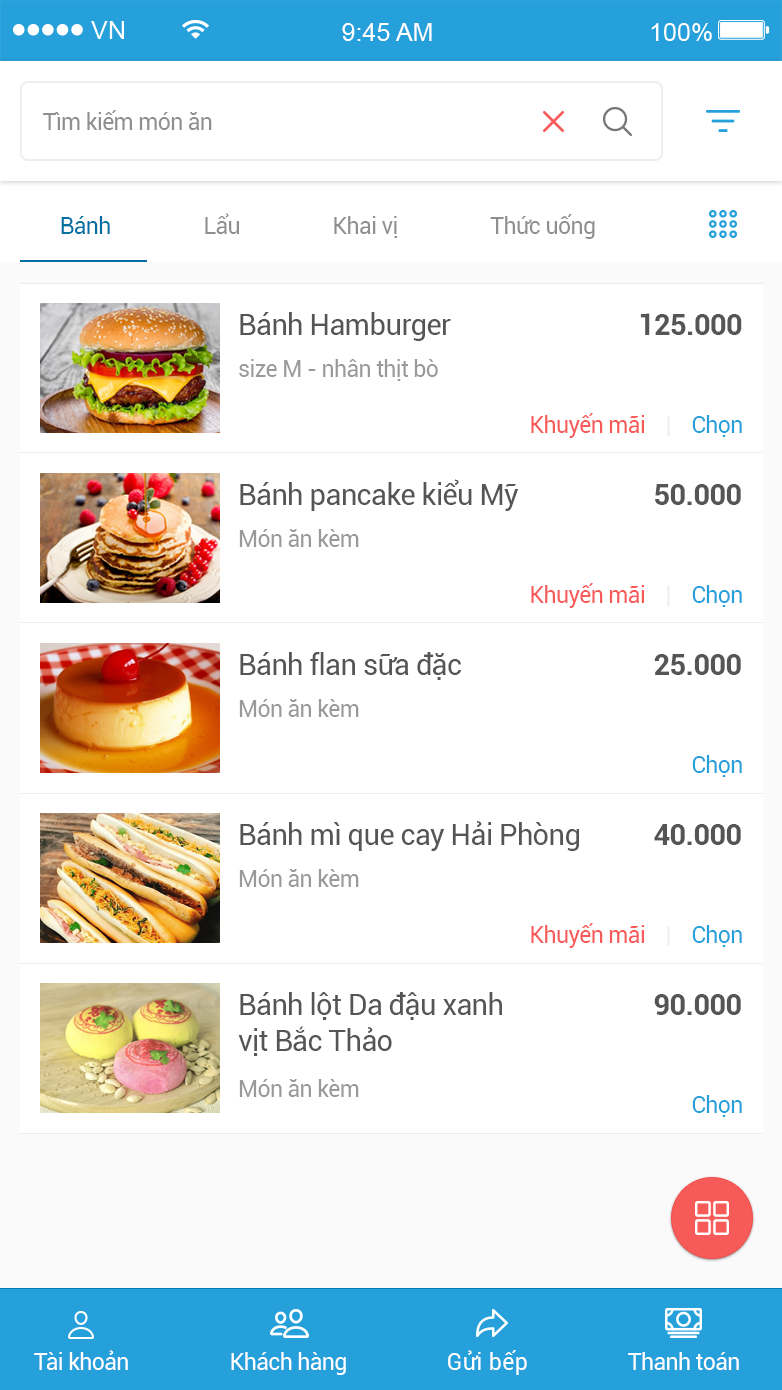 VN
9:45 AM
100%
Tìm kiếm món ăn
Bánh
Lẩu
Khai vị
Thức uống
Bánh Hamburger
125.000
size M - nhân thịt bò
Khuyến mãi | Chọn
Bánh pancake kiểu Mỹ
50.000
Món ăn kèm
Khuyến mãi | Chọn
Bánh flan sữa đặc
25.000
Món ăn kèm
Chọn
Bánh mì que cay Hải Phòng
40.000
Món ăn kèm
Khuyến mãi | Chọn
Bánh lột Da đậu xanh
vịt Bắc Thảo
90.000
Món ăn kèm
Chọn
Tài khoản
Khách hàng
Gửi bếp
Thanh toán